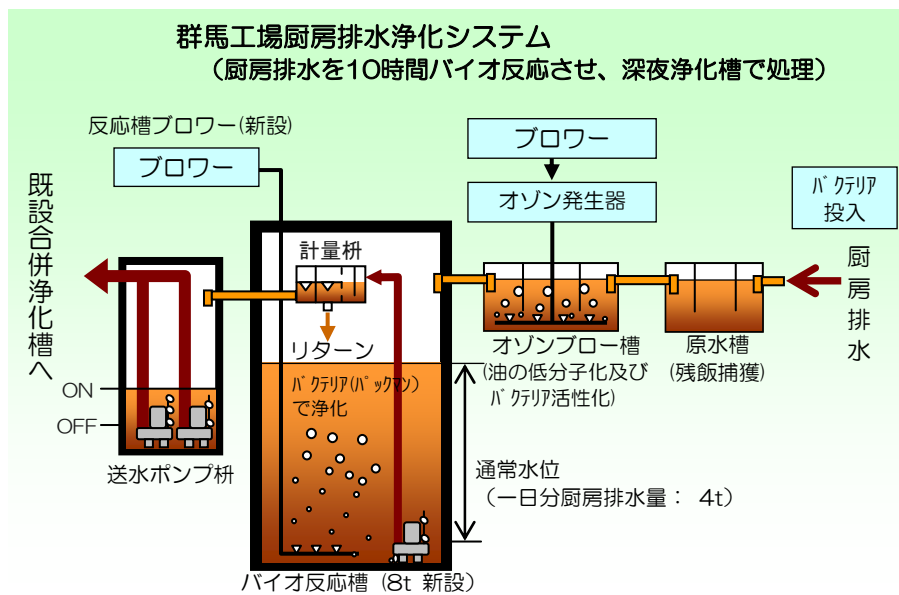 群馬工場厨房排水浄化システム
（厨房排水を10時間バイオ反応させ、深夜浄化槽で処理）
反応槽ブロワー(新設)
ブロワー
ブロワー
オゾン発生器
ﾊﾞｸﾃﾘｱ
投入
既設合併浄化槽へ
計量枡
厨房排水
リターン
オゾンブロー槽
(油の低分子化及び
ﾊﾞｸﾃﾘｱ活性化)
原水槽
(残飯捕獲)
ﾊﾞｸﾃﾘｱ(ﾊﾟｯｸﾏﾝ)
で浄化
ON
OFF
送水ポンプ枡
通常水位
（一日分厨房排水量： 4t）
バイオ反応槽 (8t 新設)